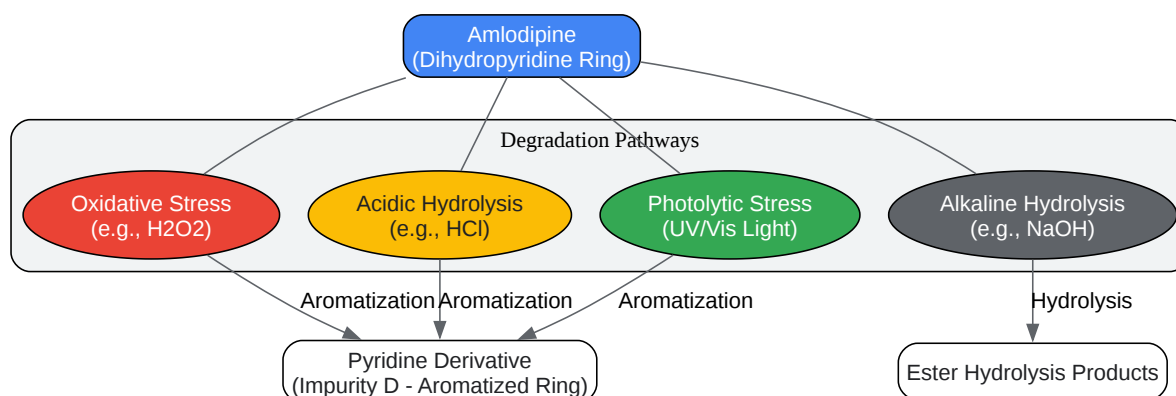 Amlodipine
(Dihydropyridine Ring)
Degradation Pathways
Oxidative Stress
(e.g., H2O2)
Acidic Hydrolysis
(e.g., HCl)
Photolytic Stress
(UV/Vis Light)
Alkaline Hydrolysis
(e.g., NaOH)
Aromatization
Aromatization
Aromatization
Hydrolysis
Pyridine Derivative
(Impurity D - Aromatized Ring)
Ester Hydrolysis Products